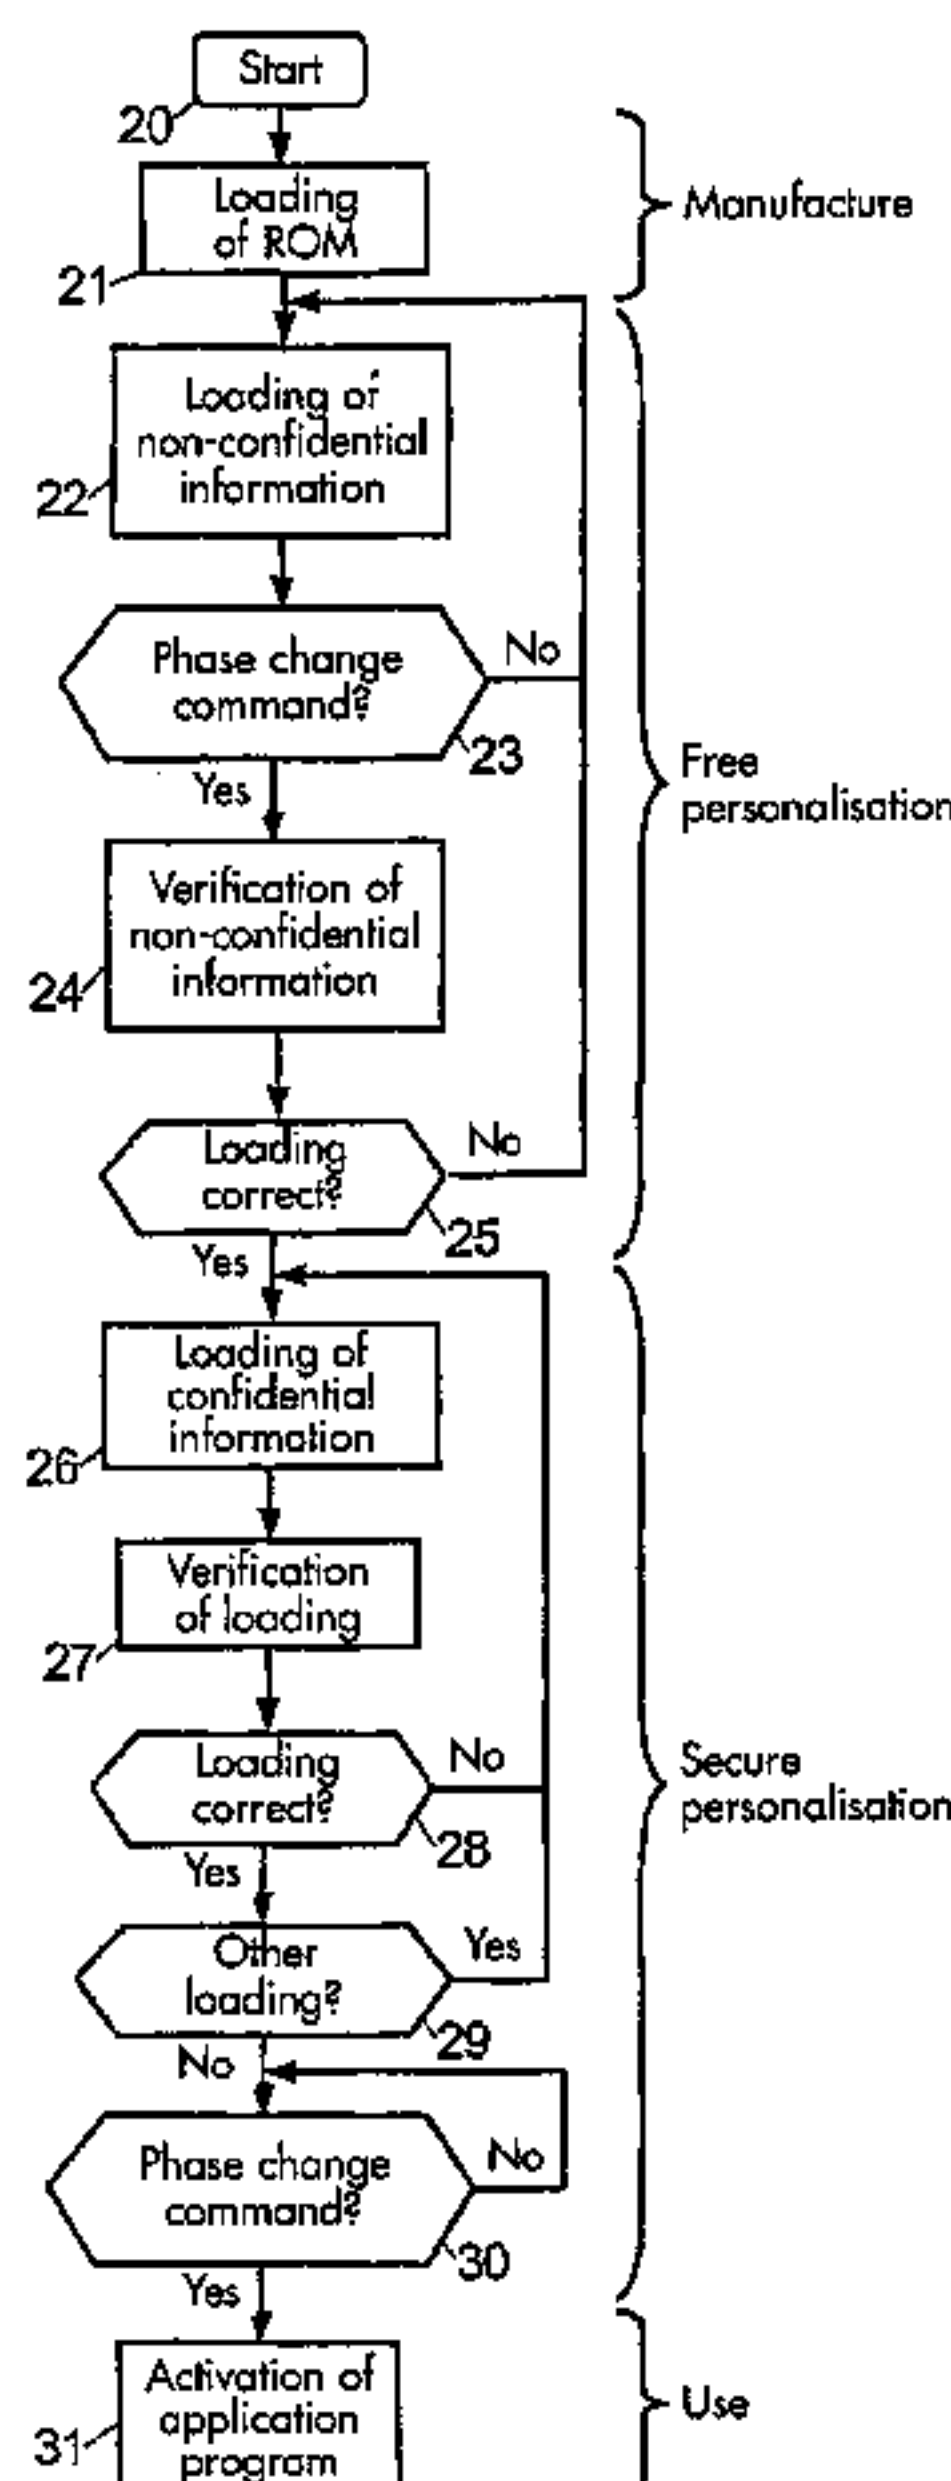 Start
20
Loading
of ROM
21
Manufacture
Loading of
non-confidential
information
22
Phase change
command?
No
23
Yes
Free
personalisation
Verification of
non-confidential
information
24
Loading
correct?
No
25
Yes
Loading of
confidential
information
26
Verification
of loading
27
Loading
correct?
No
28
Yes
Secure
personalisation
Other
loading?
Yes
29
No
Phase change
command?
No
30
Yes
Activation of
application
program
31
Use